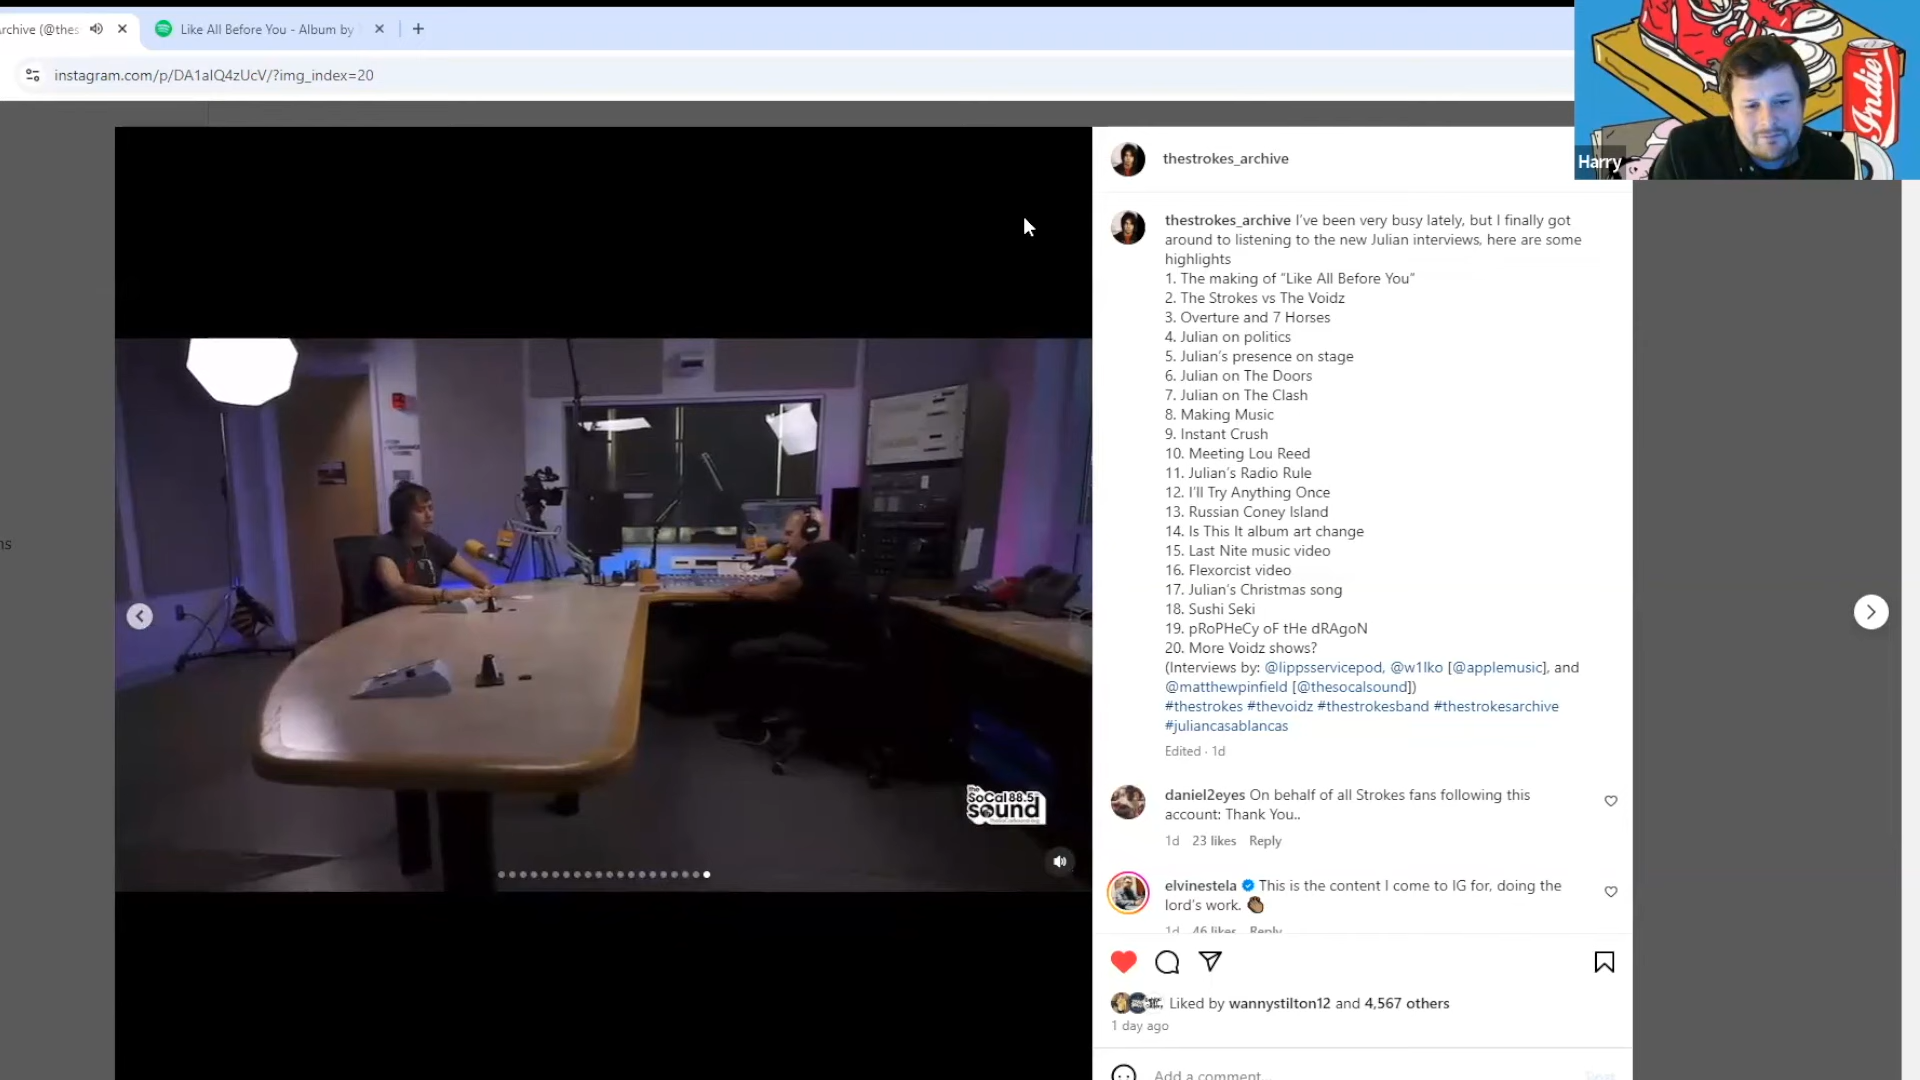 rchive (@thes
Like All Before You - Album by
instagram.com/p/DA1aIQ4zUcV/?img_index=20
Indie
Harry
thestrokes_archive
thestrokes_archive I've been very busy lately, but I finally got
around to listening to the new Julian interviews, here are some
highlights
1. The making of “Like All Before You”
2. The Strokes vs The Voidz
3. Overture and 7 Horses
4. Julian on politics
5. Julian's presence on stage
6. Julian on The Doors
7. Julian on The Clash
8. Making Music
9. Instant Crush
10. Meeting Lou Reed
11. Julian's Radio Rule
12. I'll Try Anything Once
13. Russian Coney Island
14. Is This It album art change
15. Last Nite music video
16. Flexorcist video
17. Julian's Christmas song
18. Sushi Seki
19. pRoPHeCy oF tHe dRAgoN
20. More Voidz shows?
(Interviews by: @lippsservicepod, @w1lko [@applemusic], and
@matthewpinfield [@thesocalsound])
#thestrokes #thevoidz #thestrokesband #thestrokesarchive
#juliancasablancas
Edited · 1d
daniel2eyes On behalf of all Strokes fans following this
account: Thank You..
1d 23 likes Reply
elvinestela This is the content I come to IG for, doing the
lord's work.
1d 46 likes Reply
Liked by wannystilton12 and 4,567 others
1 day ago
Add a comment...
Post
ns
the
SoCal 88.5
sound